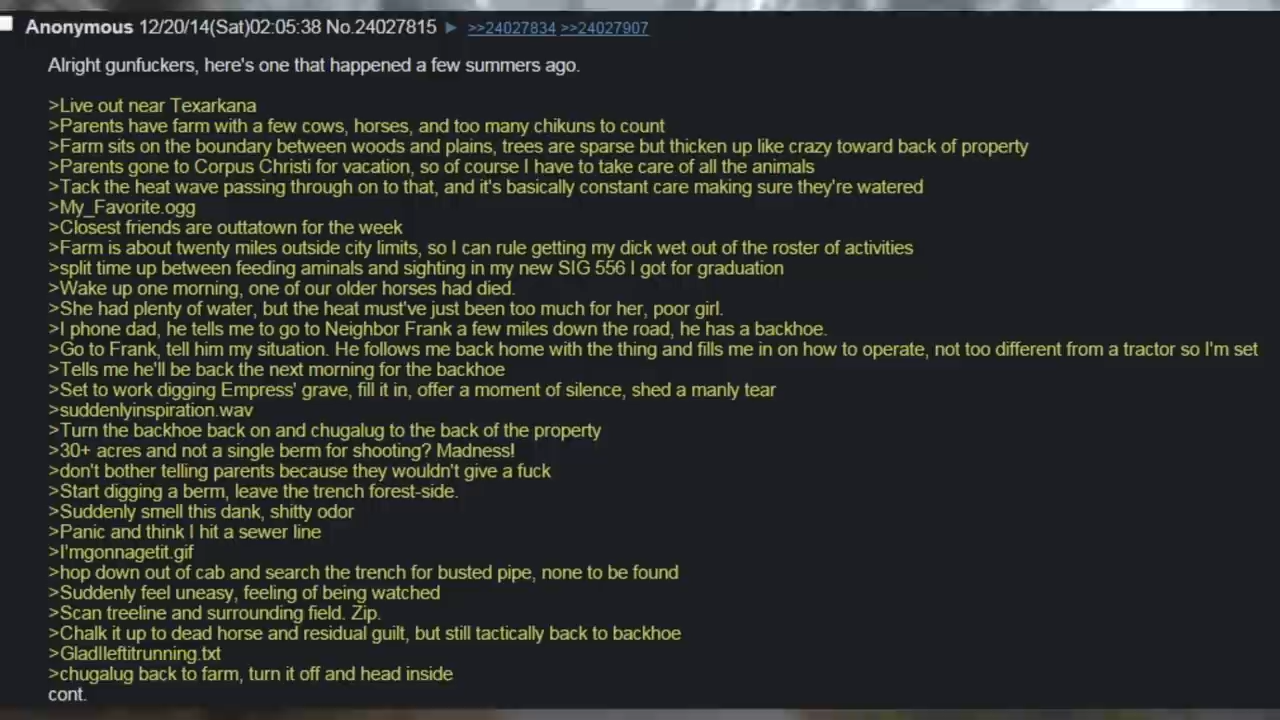 Anonymous 12/20/14(Sat)02:05:38 No.24027815 ▶ >>24027834 >>24027907
Alright gunfuckers, here's one that happened a few summers ago.
>Live out near Texarkana
>Parents have farm with a few cows, horses, and too many chikuns to count
>Farm sits on the boundary between woods and plains, trees are sparse but thicken up like crazy toward back of property
>Parents gone to Corpus Christi for vacation, so of course I have to take care of all the animals
>Tack the heat wave passing through on to that, and it's basically constant care making sure they're watered
>My_Favorite.ogg
>Closest friends are outtatown for the week
>Farm is about twenty miles outside city limits, so I can rule getting my dick wet out of the roster of activities
>split time up between feeding aminals and sighting in my new SIG 556 I got for graduation
>Wake up one morning, one of our older horses had died.
>She had plenty of water, but the heat must've just been too much for her, poor girl.
>I phone dad, he tells me to go to Neighbor Frank a few miles down the road, he has a backhoe.
>Go to Frank, tell him my situation. He follows me back home with the thing and fills me in on how to operate, not too different from a tractor so I'm set
>Tells me he'll be back the next morning for the backhoe
>Set to work digging Empress' grave, fill it in, offer a moment of silence, shed a manly tear
>suddenlyinspiration.wav
>Turn the backhoe back on and chugalug to the back of the property
>30+ acres and not a single berm for shooting? Madness!
>don't bother telling parents because they wouldn't give a fuck
>Start digging a berm, leave the trench forest-side.
>Suddenly smell this dank, shitty odor
>Panic and think I hit a sewer line
>I'mgonnagetit.gif
>hop down out of cab and search the trench for busted pipe, none to be found
>Suddenly feel uneasy, feeling of being watched
>Scan treeline and surrounding field. Zip.
>Chalk it up to dead horse and residual guilt, but still tactically back to backhoe
>GladIleftitrunning.txt
>chugalug back to farm, turn it off and head inside
cont.